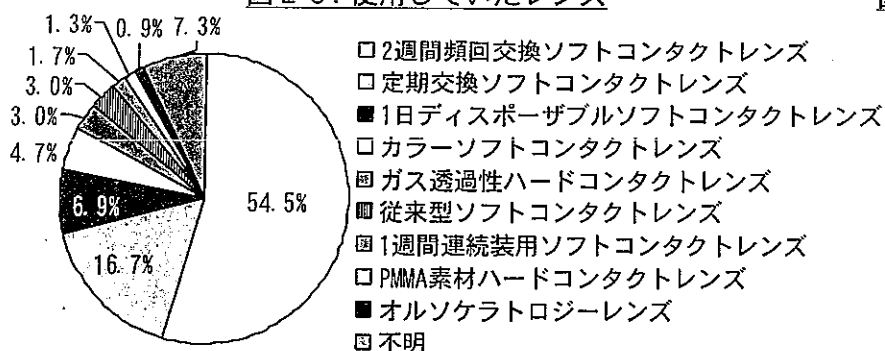 使用していたレンズ
1.3% 0.9% 7.3%
1.7%
3.0%
3.0%
4.7%
6.9%
16.7%
54.5%
□2週間頻回交換ソフトコンタクトレンズ
□定期交換ソフトコンタクトレンズ
■1日ディスポーザブルソフトコンタクトレンズ
□カラーソフトコンタクトレンズ
ガス透過性ハードコンタクトレンズ
従来型ソフトコンタクトレンズ
1週間連続装用ソフトコンタクトレンズ
□PMMA素材ハードコンタクトレンズ
■オルソケラトロジーレンズ
不明